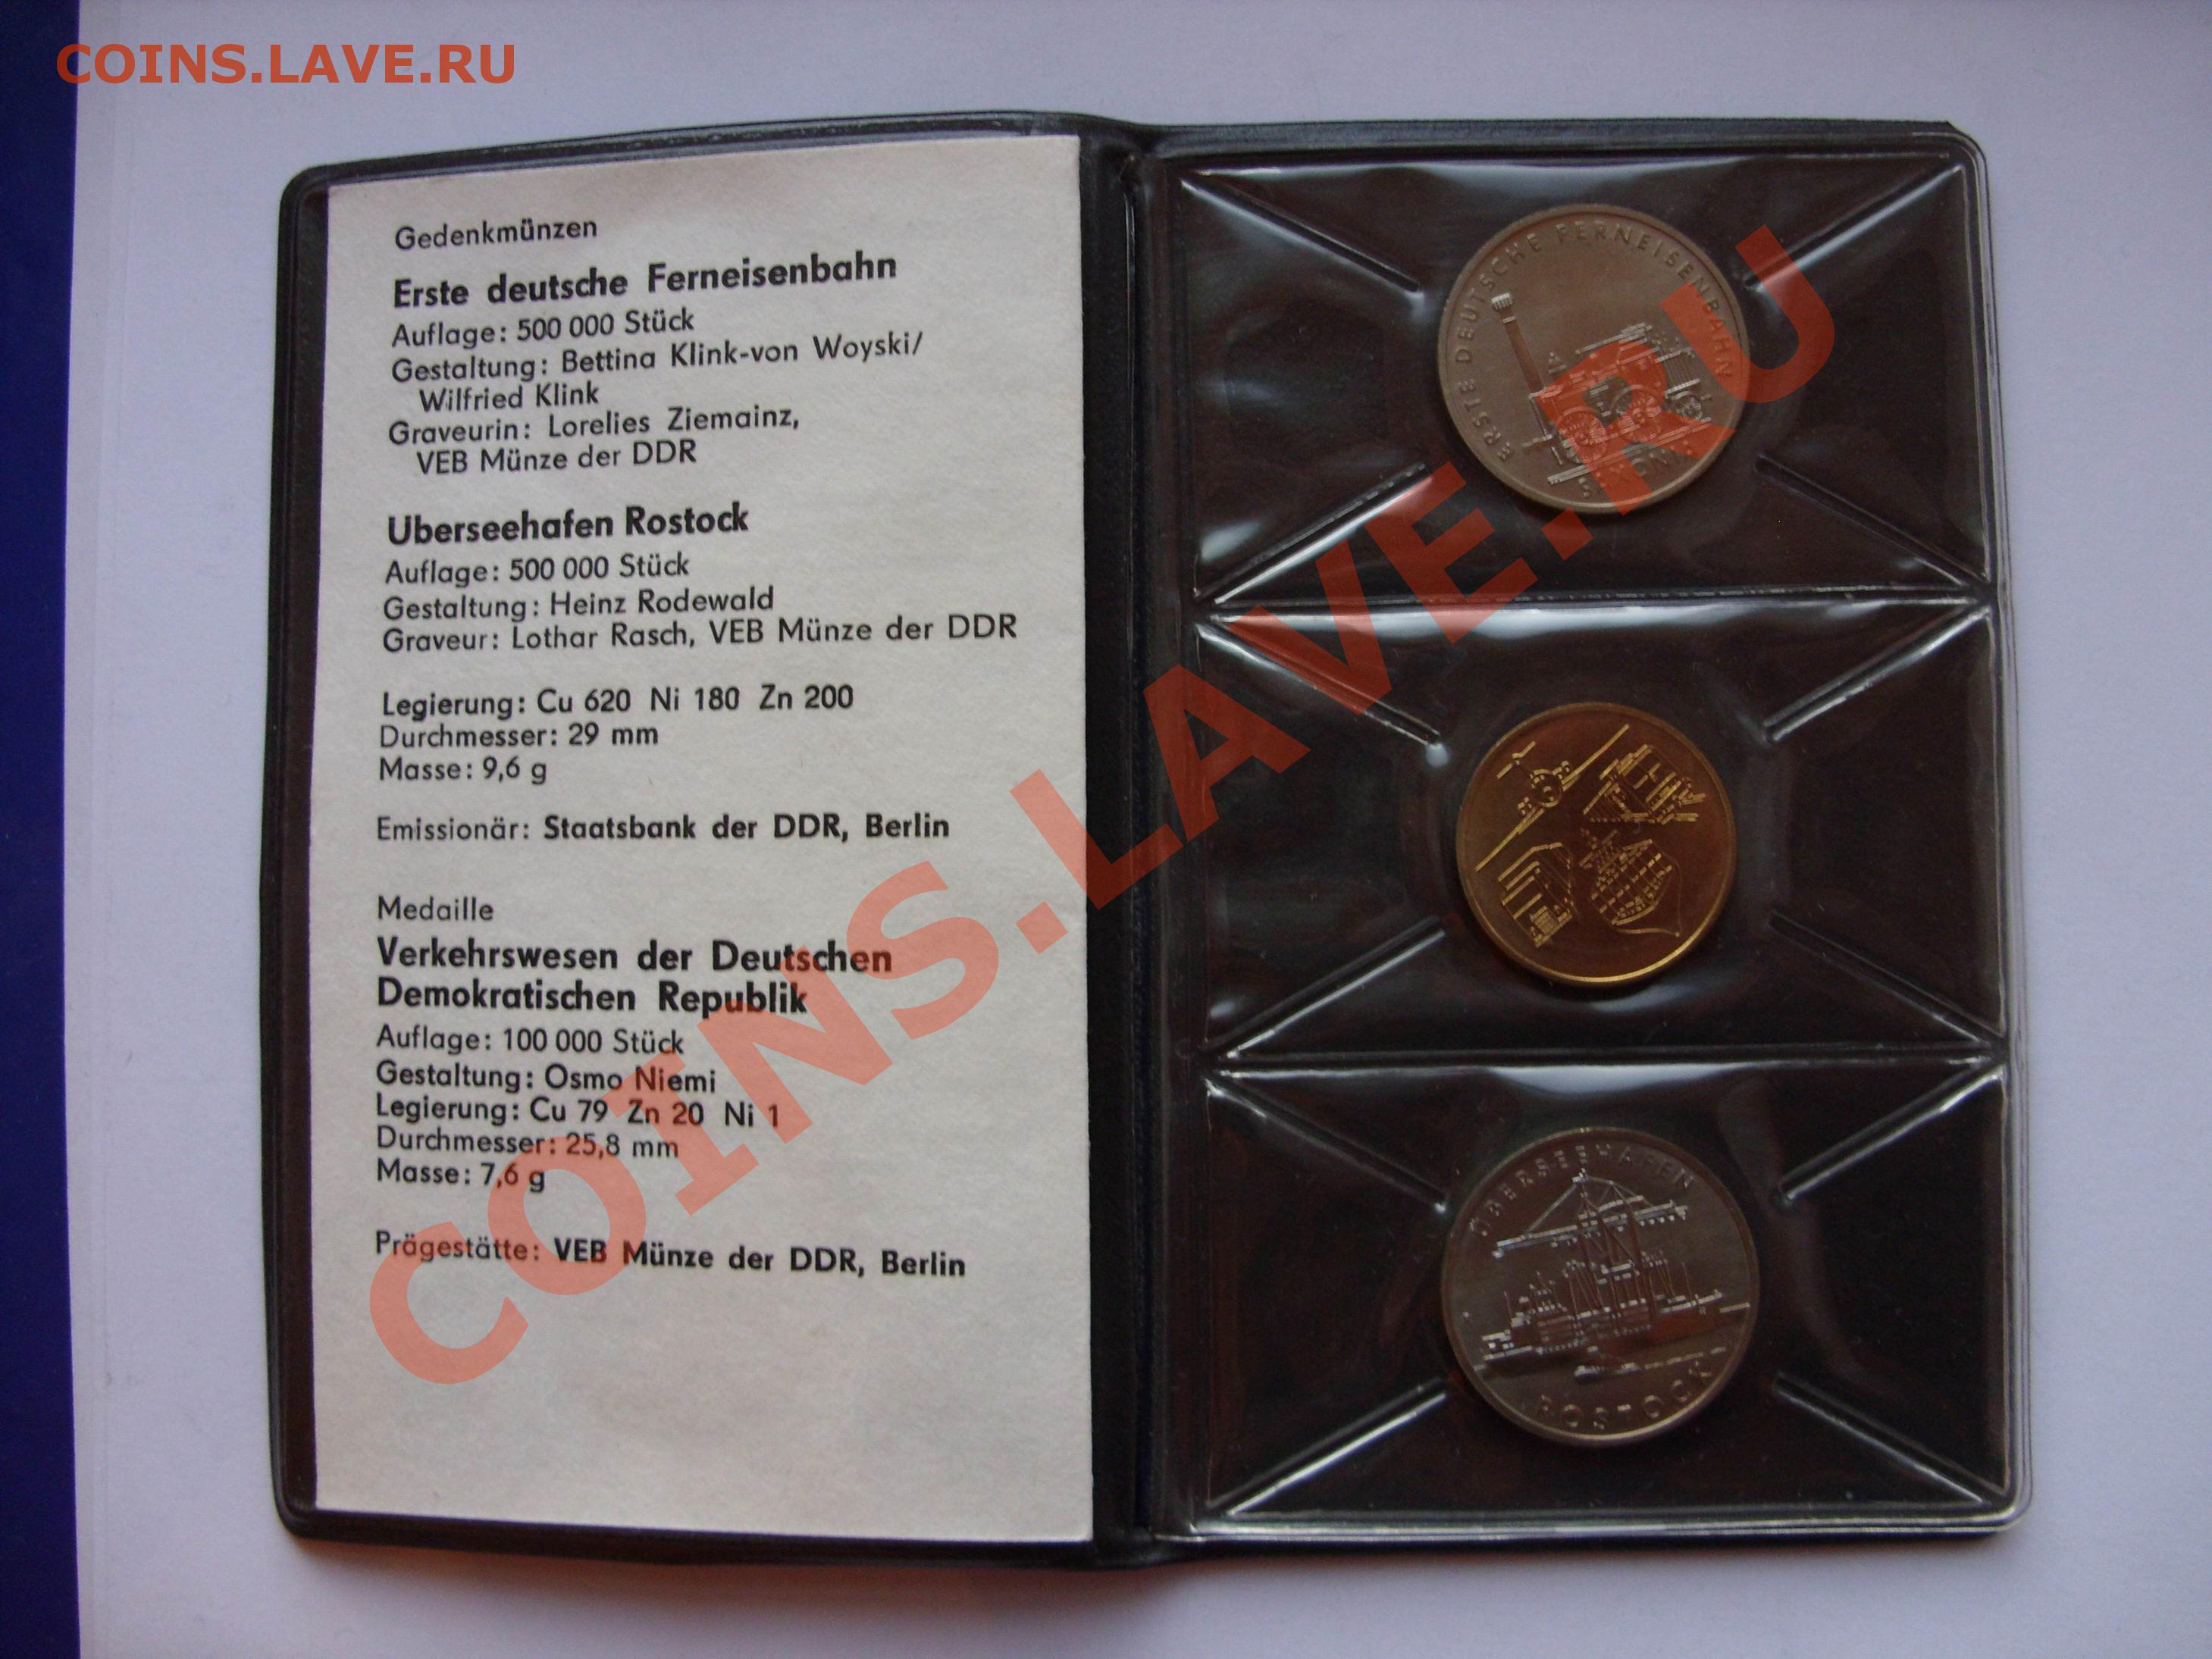 COINS.LAVE.RU
Gedenkmünzen
Erste deutsche Ferneisenbahn
Auflage: 500 000 Stück
Gestaltung: Bettina Klink-von Woyski/
Wilfried Klink
Graveurin: Lorelies Ziemainz,
VEB Münze der DDR
Uberseehafen Rostock
Auflage: 500 000 Stück
Gestaltung: Heinz Rodewald
Graveur: Lothar Rasch, VEB Münze der DDR
Legierung: Cu 620 Ni 180 Zn 200
Durchmesser: 29 mm
Masse: 9,6 g
Emissionär: Staatsbank der DDR, Berlin
Medaille
Verkehrswesen der Deutschen
Demokratischen Republik
Auflage: 100 000 Stück
Gestaltung: Osmo Niemi
Legierung: Cu 79 Zn 20 Ni 1
Durchmesser: 25,8 mm
Masse: 7,6 g
Prägestätte: VEB Münze der DDR, Berlin
ERSTE DEUTSCHE FERNEISENBAHN
SAXONIA
ÜBERSEEHAFEN
ROSTOCK
COINS.LAVE.RU